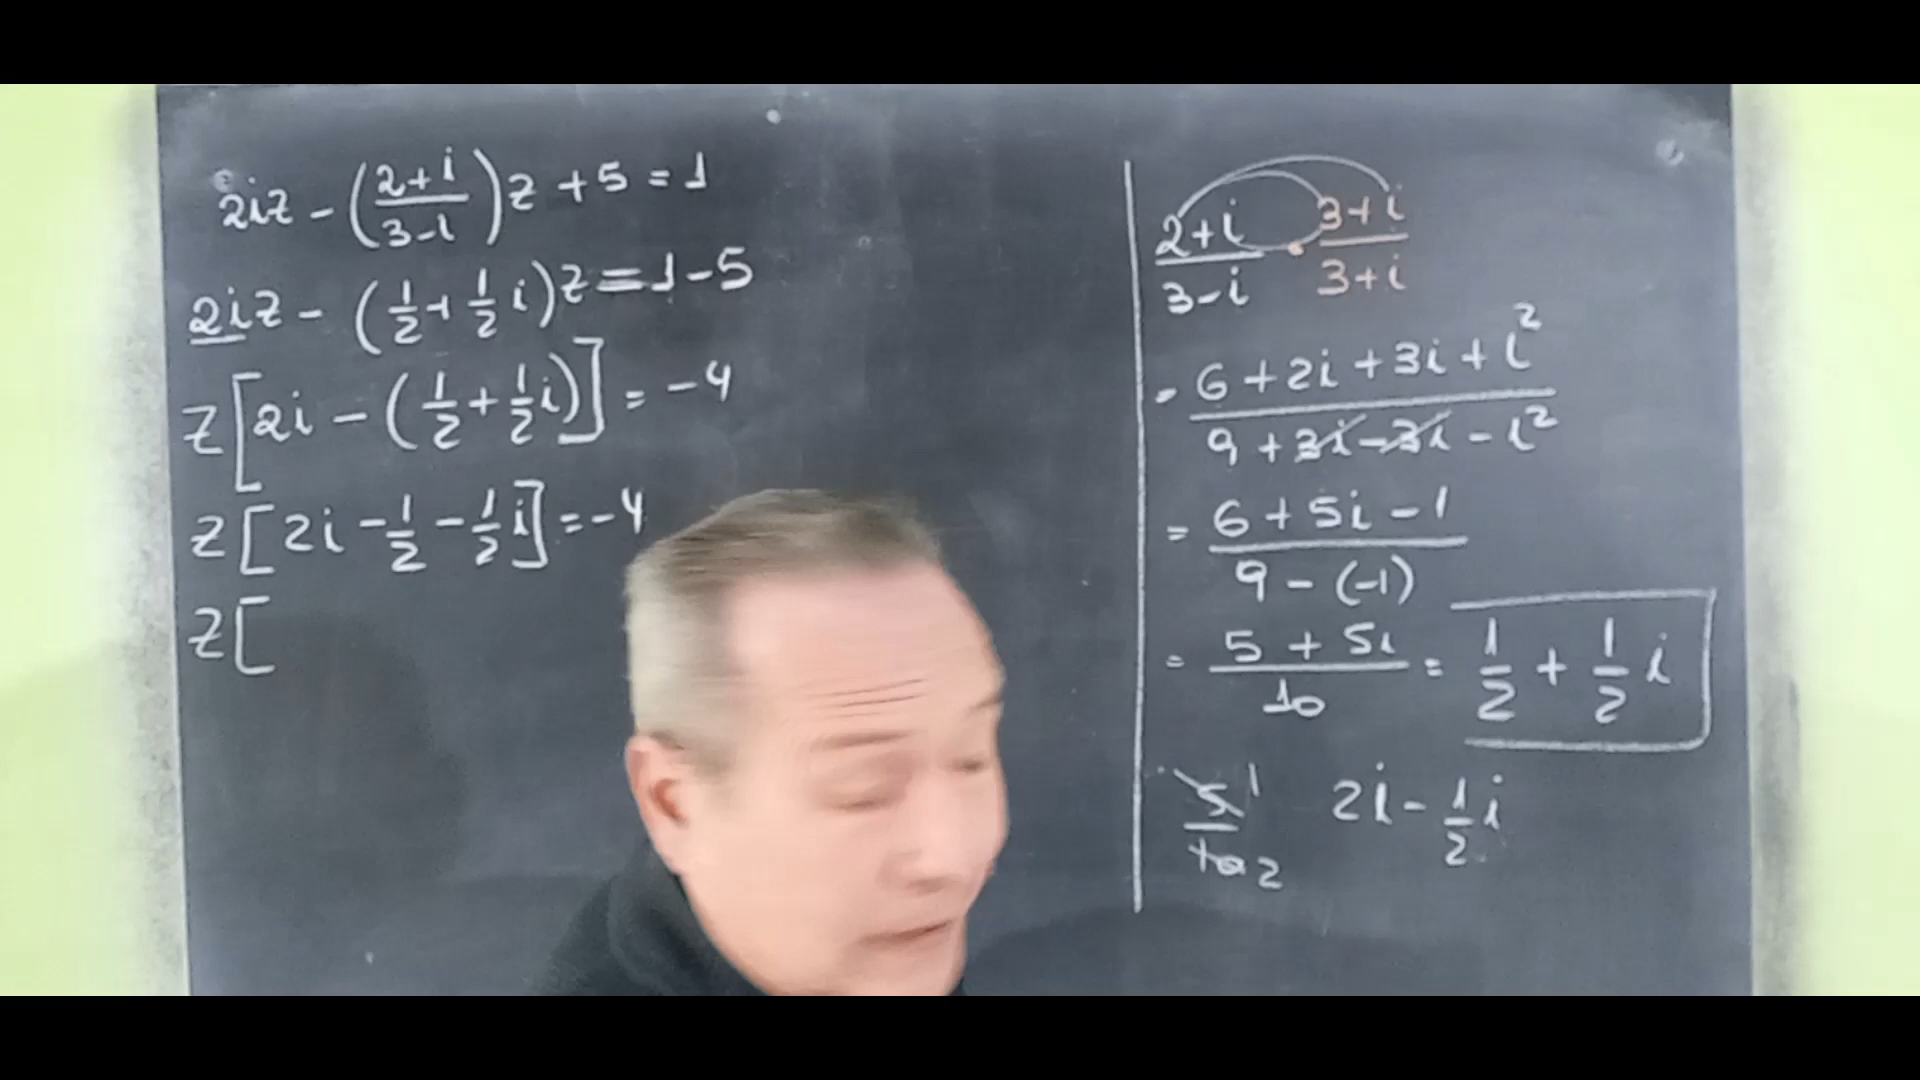 2iz - (2+i/3-i)z + 5 = 1
2iz - (1/2 + 1/2 i)z = 1 - 5
z[2i - (1/2 + 1/2 i)] = -4
z[2i - 1/2 - 1/2 i] = -4
z[
2+i/3-i · 3+i/3+i
= 6 + 2i + 3i + i² / 9 + 3i - 3i - i²
= 6 + 5i - 1 / 9 - (-1)
= 5 + 5i / 10 = 1/2 + 1/2 i
5 1 / 10 2
2i - 1/2 i